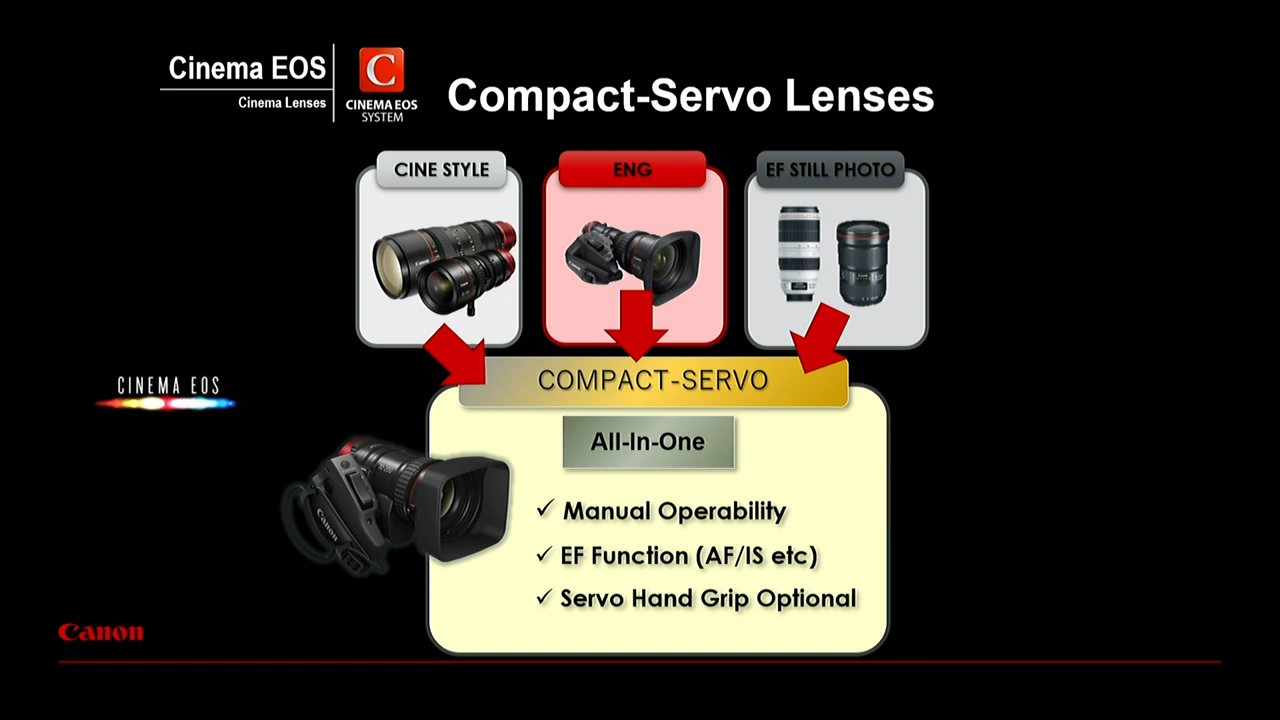 Cinema EOS
Cinema Lenses
C
CINEMA EOS
SYSTEM
Compact-Servo Lenses
CINE STYLE
ENG
EF STILL PHOTO
COMPACT-SERVO
All-In-One
CINEMA EOS
Canon
✓ Manual Operability
✓ EF Function (AF/IS etc)
✓ Servo Hand Grip Optional
Canon